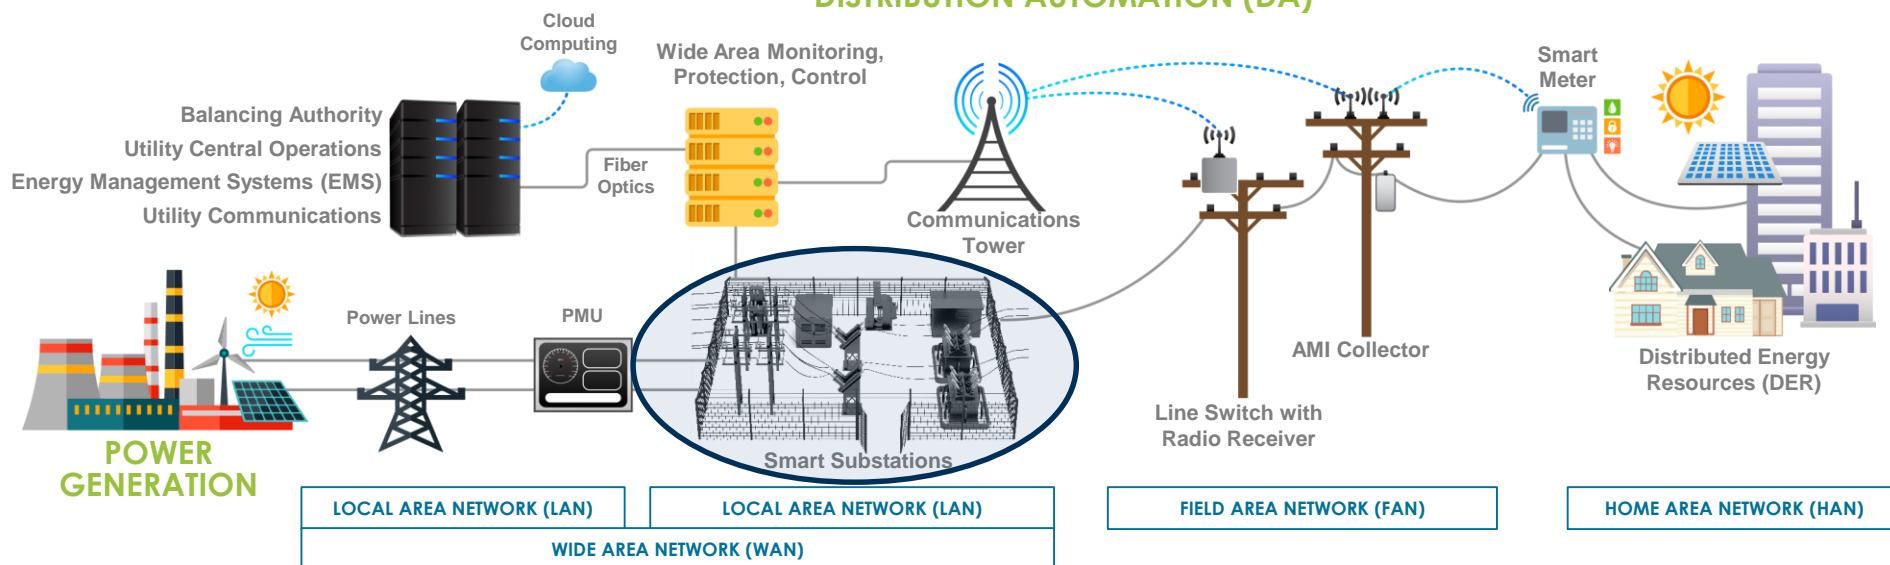 DISTRIBUTION AUTOMATION (DA)
Cloud
Computing
Wide Area Monitoring,
Protection, Control
Smart
Meter
Balancing Authority
Utility Central Operations
Energy Management Systems (EMS)
Utility Communications
Fiber
Optics
Communications
Tower
Power Lines
PMU
AMI Collector
Distributed Energy
Resources (DER)
Line Switch with
Radio Receiver
POWER
GENERATION
Smart Substations
LOCAL AREA NETWORK (LAN)
LOCAL AREA NETWORK (LAN)
FIELD AREA NETWORK (FAN)
HOME AREA NETWORK (HAN)
WIDE AREA NETWORK (WAN)